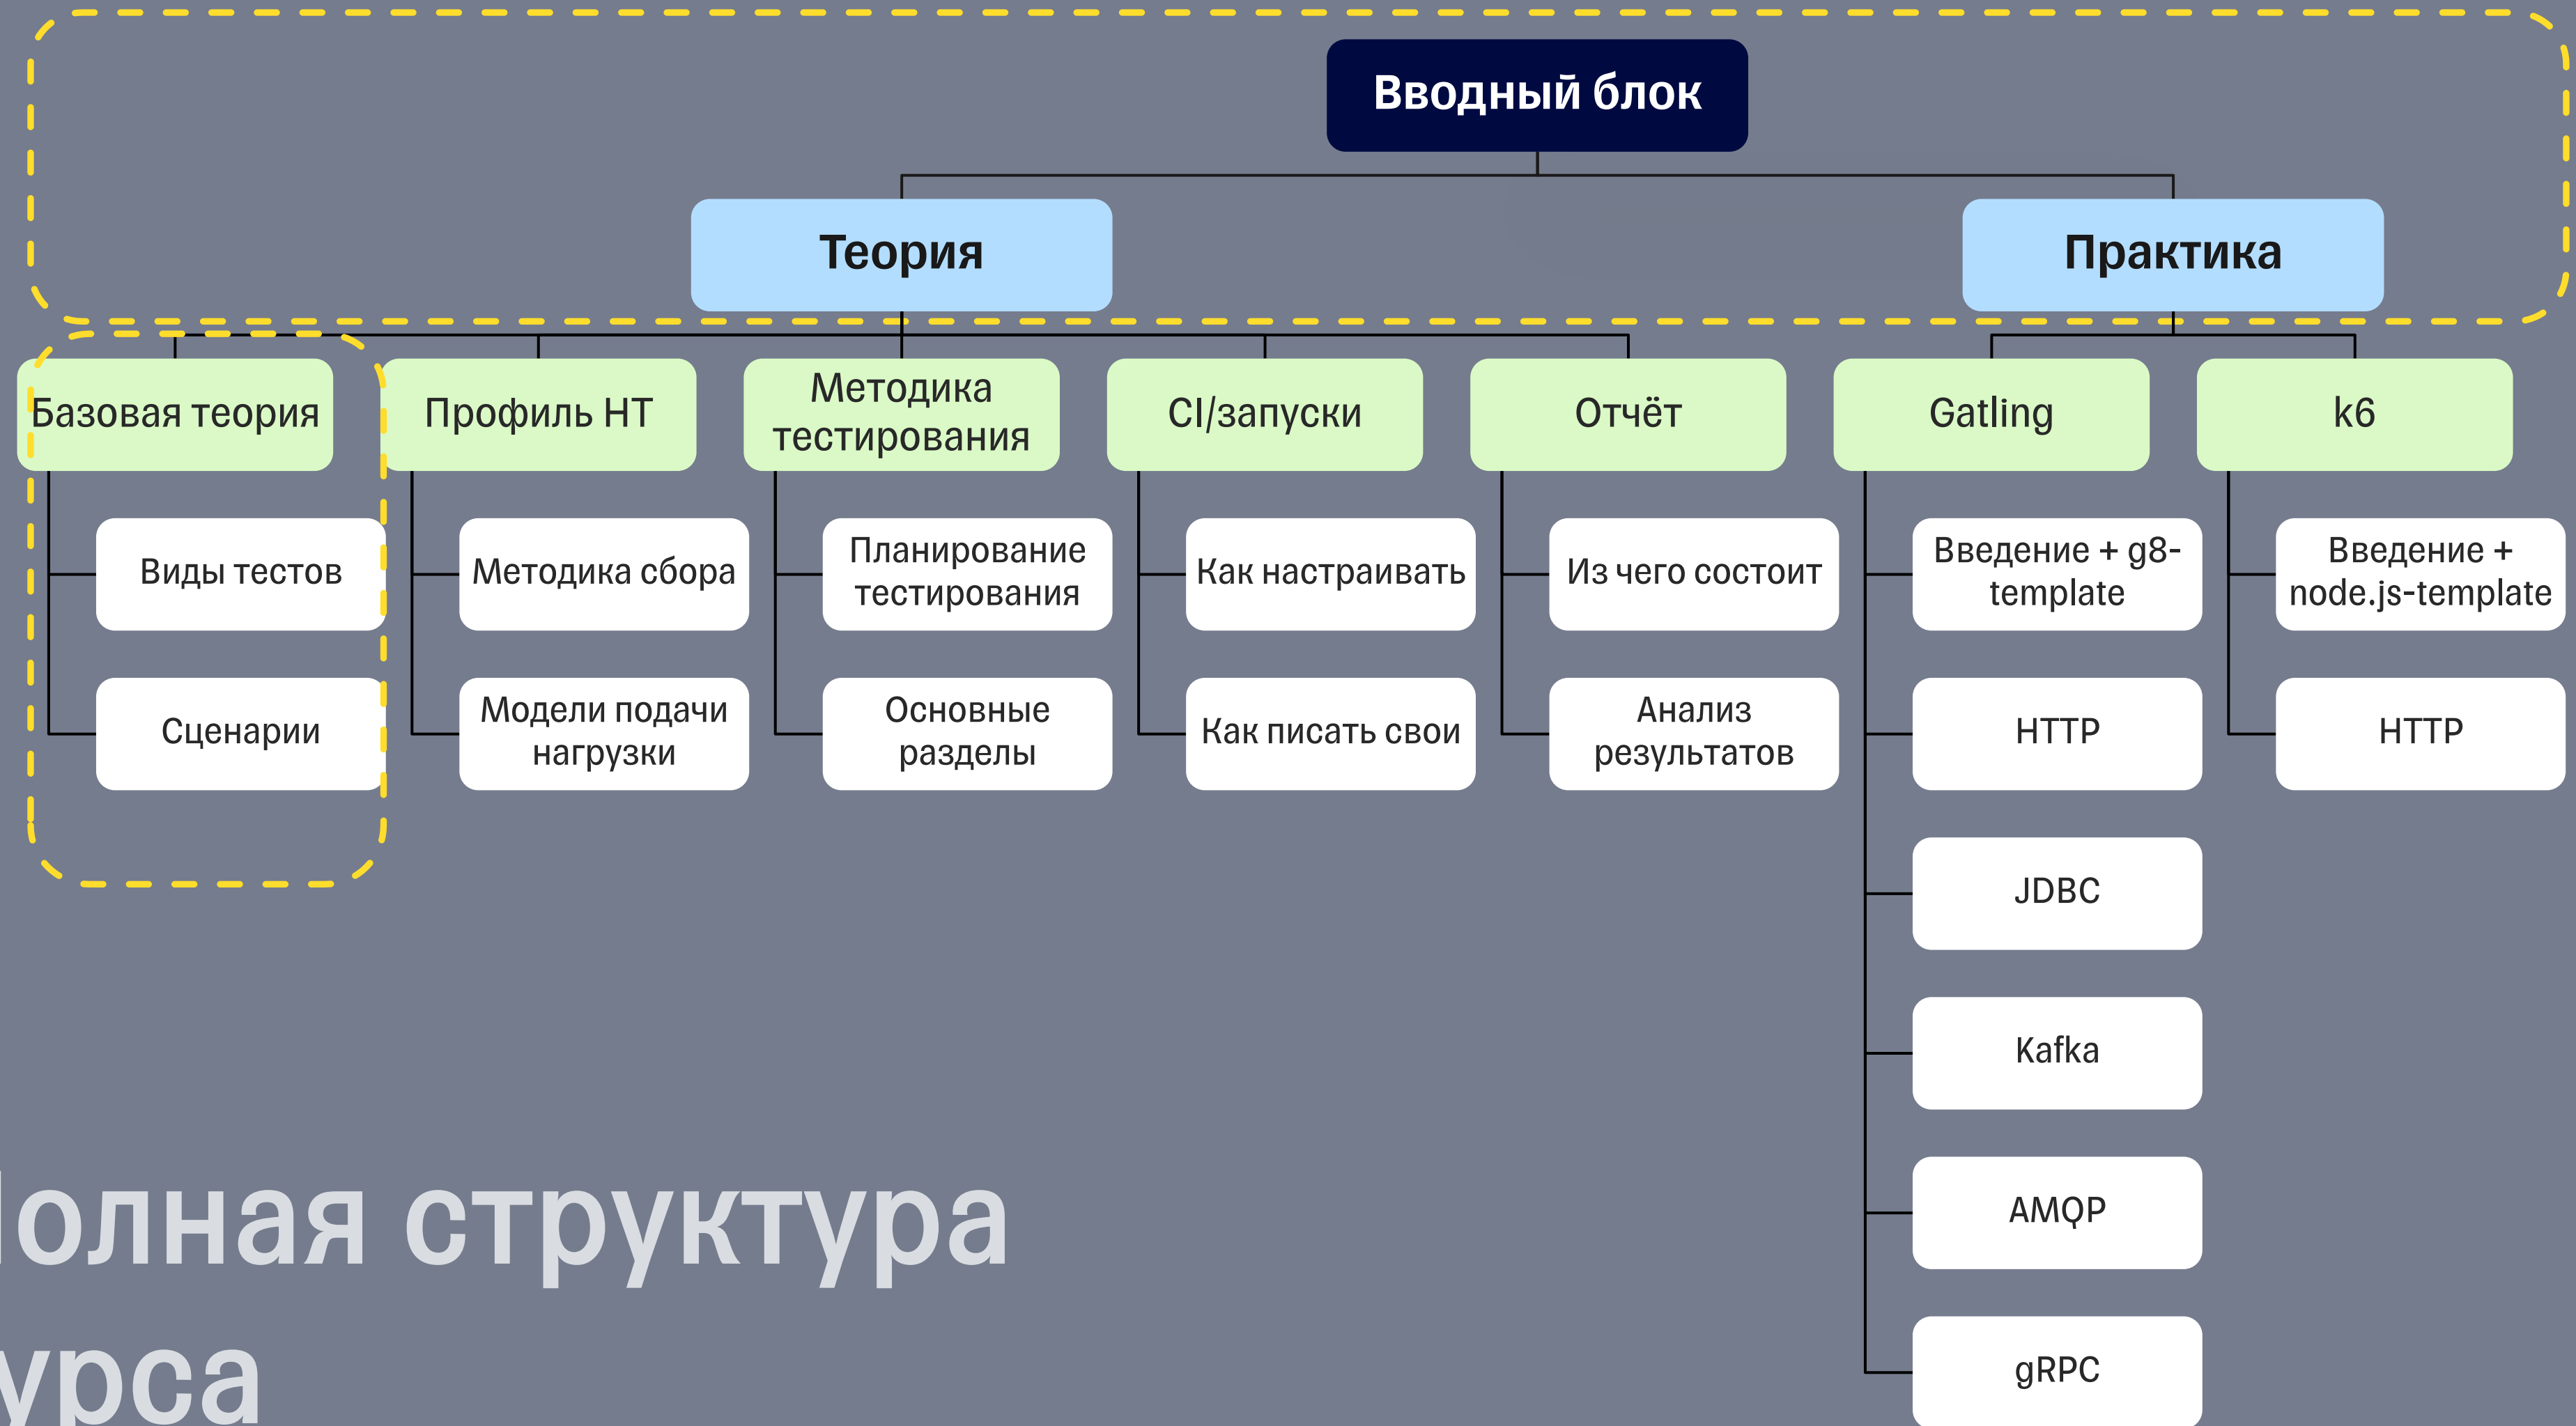 Вводный блок
Теория
Практика
Базовая теория
Профиль НТ
Методика
тестирования
CI/запуски
Отчёт
Gatling
k6
Виды тестов
Методика сбора
Планирование
тестирования
Как настраивать
Из чего состоит
Введение + g8-
template
Введение +
node.js-template
Сценарии
Модели подачи
нагрузки
Основные
разделы
Как писать свои
Анализ
результатов
HTTP
HTTP
JDBC
Kafka
AMQP
gRPC
Полная структура
урса